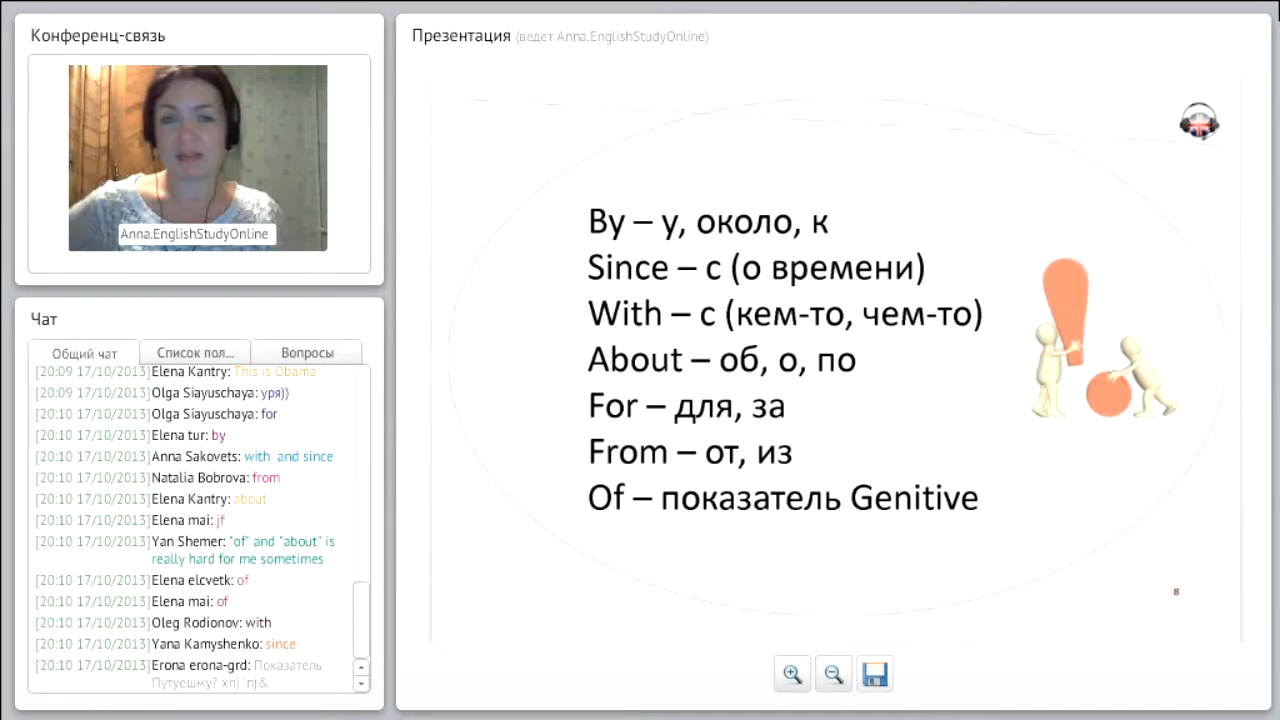 Конференц-связь
Anna.EnglishStudyOnline
Чат
Общий чат
Список пол...
Вопросы
[20:09 17/10/2013]Elena Kantry: This is Obama
[20:09 17/10/2013]Olga Siayuschaya: уря))
[20:10 17/10/2013]Olga Siayuschaya: for
[20:10 17/10/2013]Elena tur: by
[20:10 17/10/2013]Anna Sakovets: with and since
[20:10 17/10/2013]Natalia Bobrova: from
[20:10 17/10/2013]Elena Kantry: about
[20:10 17/10/2013]Elena mai: jf
[20:10 17/10/2013]Yan Shemer: "of" and "about" is
really hard for me sometimes
[20:10 17/10/2013]Elena elcvetk: of
[20:10 17/10/2013]Elena mai: of
[20:10 17/10/2013]Oleg Rodionov: with
[20:10 17/10/2013]Yana Kamyshenko: since
[20:10 17/10/2013]Erona erona-grd: Показатель
Путуешму?
Презентация (ведет Anna.EnglishStudyOnline)
By – у, около, к
Since – с (о времени)
With – с (кем-то, чем-то)
About – об, о, по
For – для, за
From – от, из
Of – показатель Genitive
8